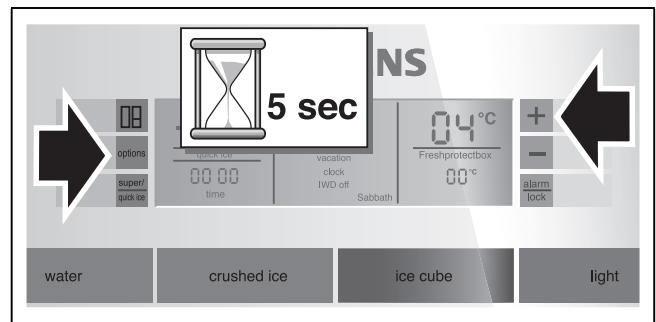 NS
5 sec
options
super/
quick ice
quick ice
00 00
time
vacation
clock
IWD off
Sabbath
04°C
Freshprotectbox
00°C
+
−
alarm
lock
water
crushed ice
ice cube
light